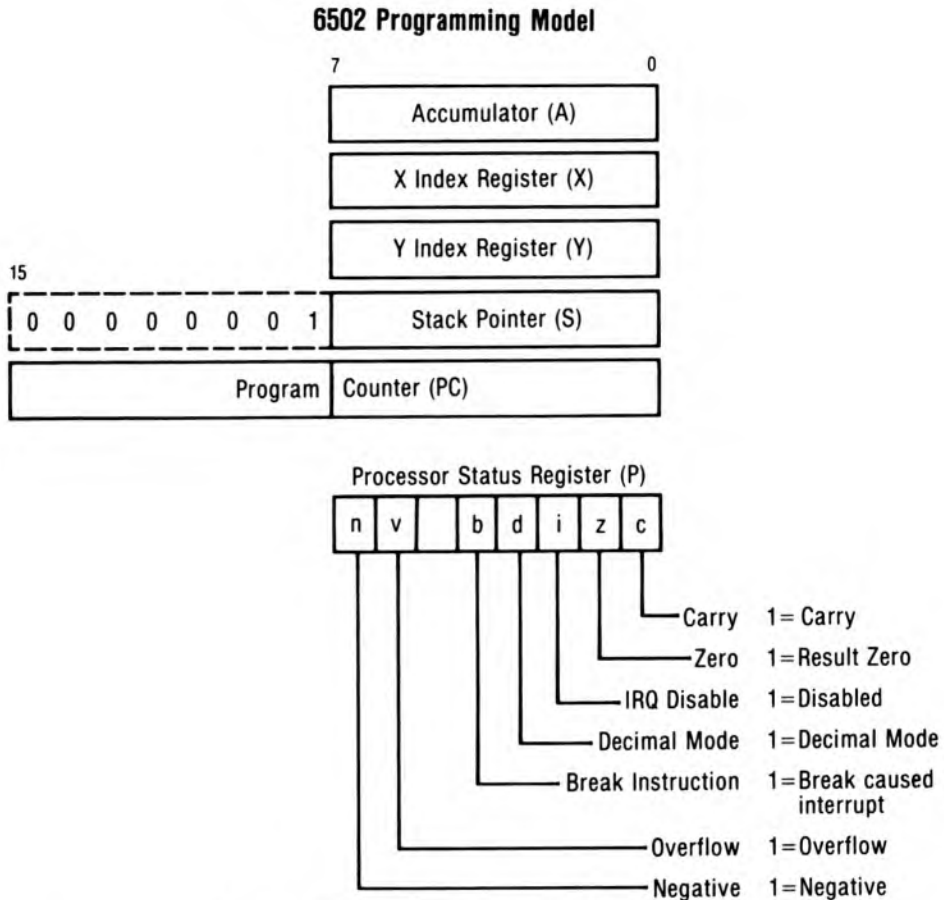 6502 Programming Model
7 0
Accumulator (A)
X Index Register (X)
Y Index Register (Y)
15
0 0 0 0 0 0 0 1 Stack Pointer (S)
Program Counter (PC)
Processor Status Register (P)
n v b d i z c
Carry 1=Carry
Zero 1=Result Zero
IRQ Disable 1=Disabled
Decimal Mode 1=Decimal Mode
Break Instruction 1=Break caused
interrupt
Overflow 1=Overflow
Negative 1=Negative